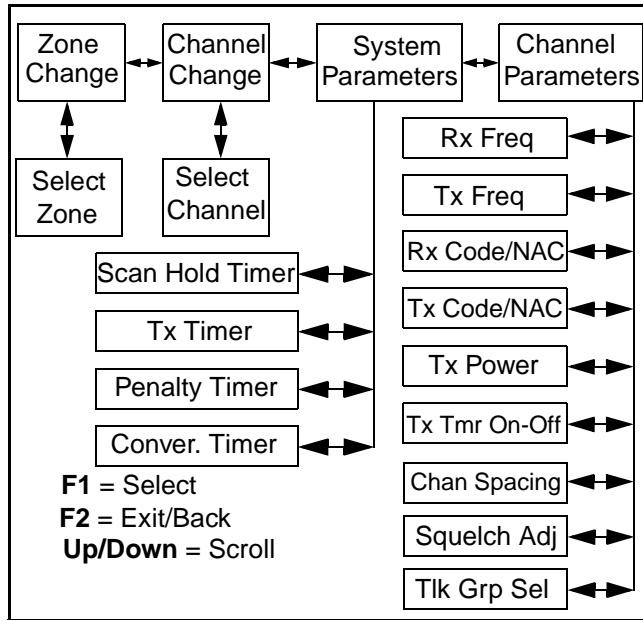 Zone
Change
Channel
Change
System
Parameters
Channel
Parameters
Select
Zone
Select
Channel
Scan Hold Timer
Tx Timer
Penalty Timer
Conver. Timer
Rx Freq
Tx Freq
Rx Code/NAC
Tx Code/NAC
Tx Power
Tx Tmr On-Off
Chan Spacing
Squelch Adj
Tlk Grp Sel
F1 = Select
F2 = Exit/Back
Up/Down = Scroll